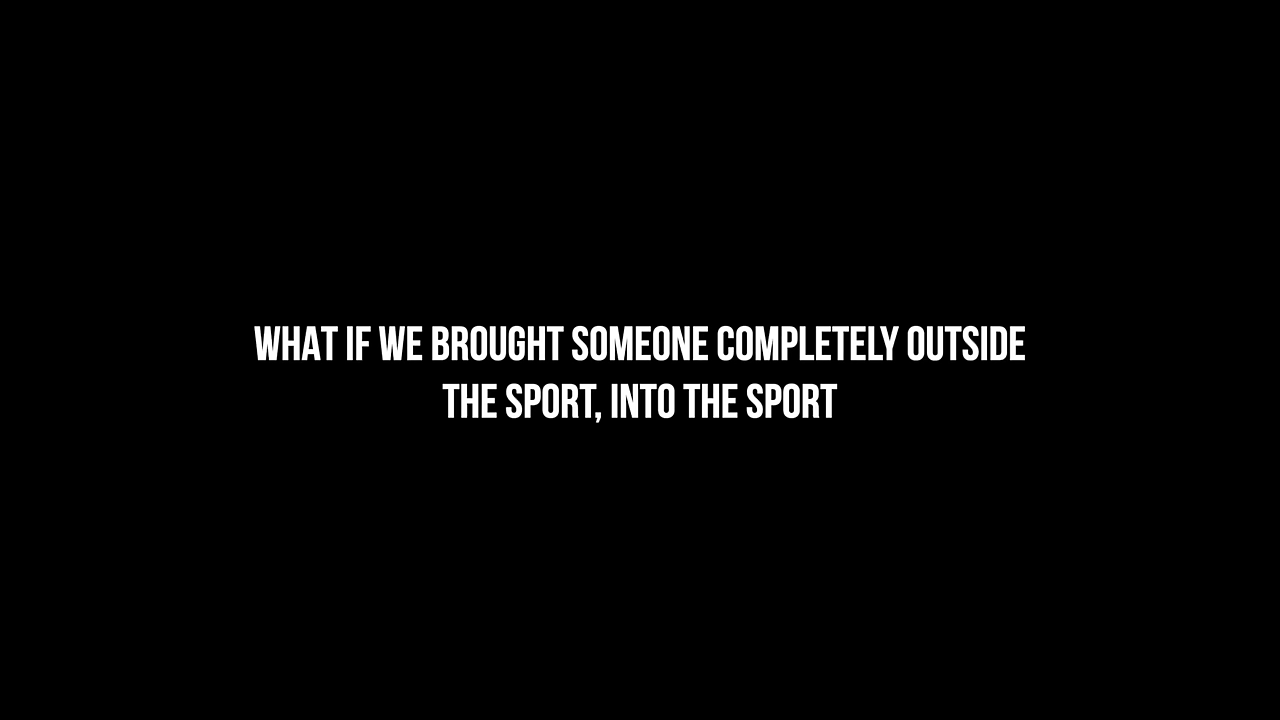 WHAT IF WE BROUGHT SOMEONE COMPLETELY OUTSIDE
THE SPORT, INTO THE SPORT